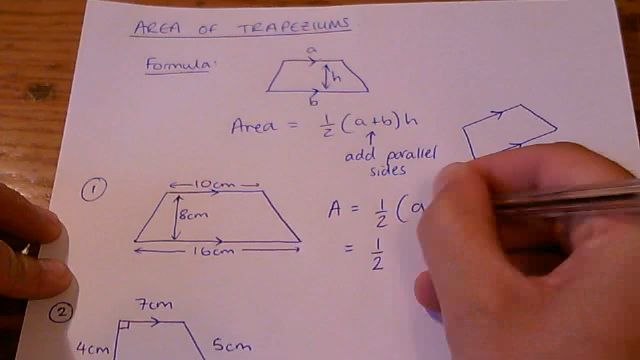 AREA OF TRAPEZIUMS
Formula:
a
h
b
Area = 1/2 (a+b)h
add parallel
sides
1
10cm
8cm
16cm
A = 1/2 (a
= 1/2
2
7cm
4cm
5cm